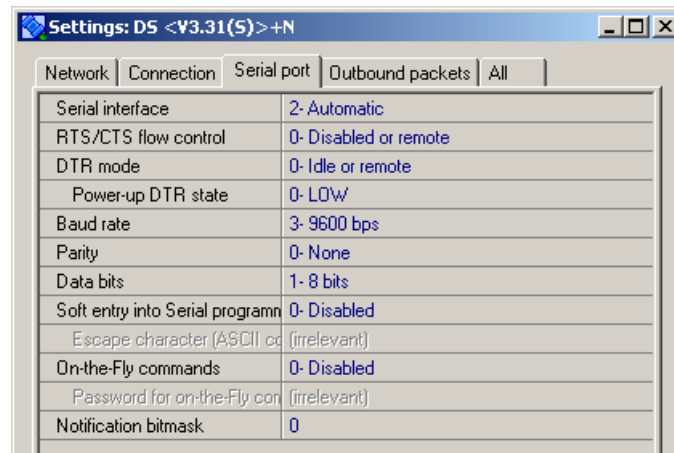 Settings: DS <V3.31(S)>+N
Network Connection Serial port Outbound packets All
Serial interface 2- Automatic
RTS/CTS flow control 0- Disabled or remote
DTR mode 0- Idle or remote
Power-up DTR state 0- LOW
Baud rate 3- 9600 bps
Parity 0- None
Data bits 1- 8 bits
Soft entry into Serial programn 0- Disabled
Escape character (ASCII co (irrelevant)
On-the-Fly commands 0- Disabled
Password for on-the-Fly con (irrelevant)
Notification bitmask 0